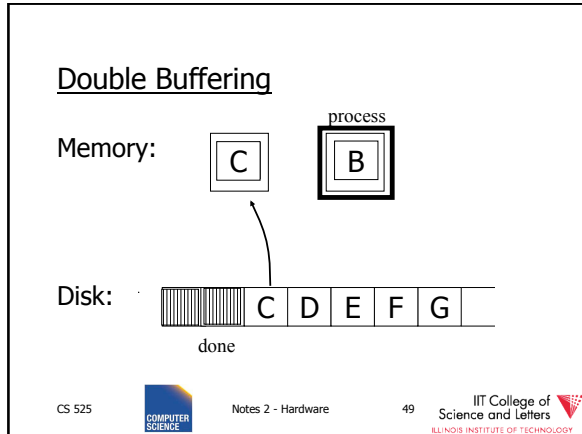 Double Buffering
process
Memory:
C B
Disk:
C D E F G
done
CS 525
COMPUTER
SCIENCE
Notes 2 - Hardware
49
IIT College of
Science and Letters
ILLINOIS INSTITUTE OF TECHNOLOGY